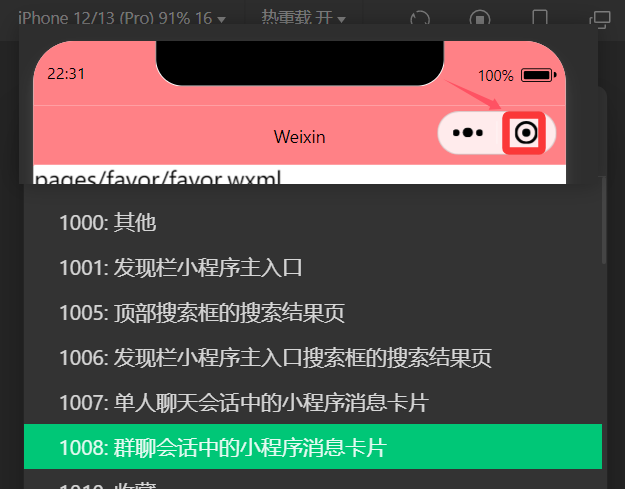 iPhone 12/13 (Pro) 91% 16 热重载 开
22:31 100%
Weixin
pages/favor/favor.wxml
1000: 其他
1001: 发现栏小程序主入口
1005: 顶部搜索框的搜索结果页
1006: 发现栏小程序主入口搜索框的搜索结果页
1007: 单人聊天会话中的小程序消息卡片
1008: 群聊会话中的小程序消息卡片